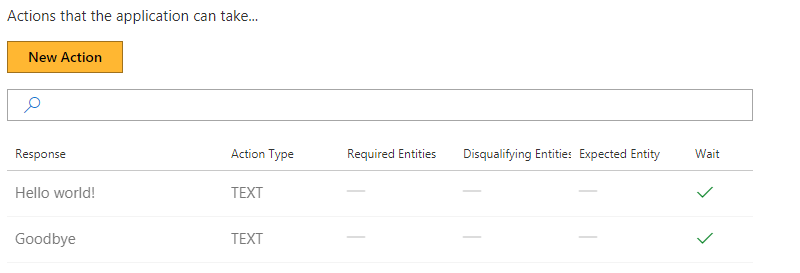 Actions that the application can take...
New Action
Response Action Type Required Entities Disqualifying Entities Expected Entity Wait
Hello world! TEXT
Goodbye TEXT